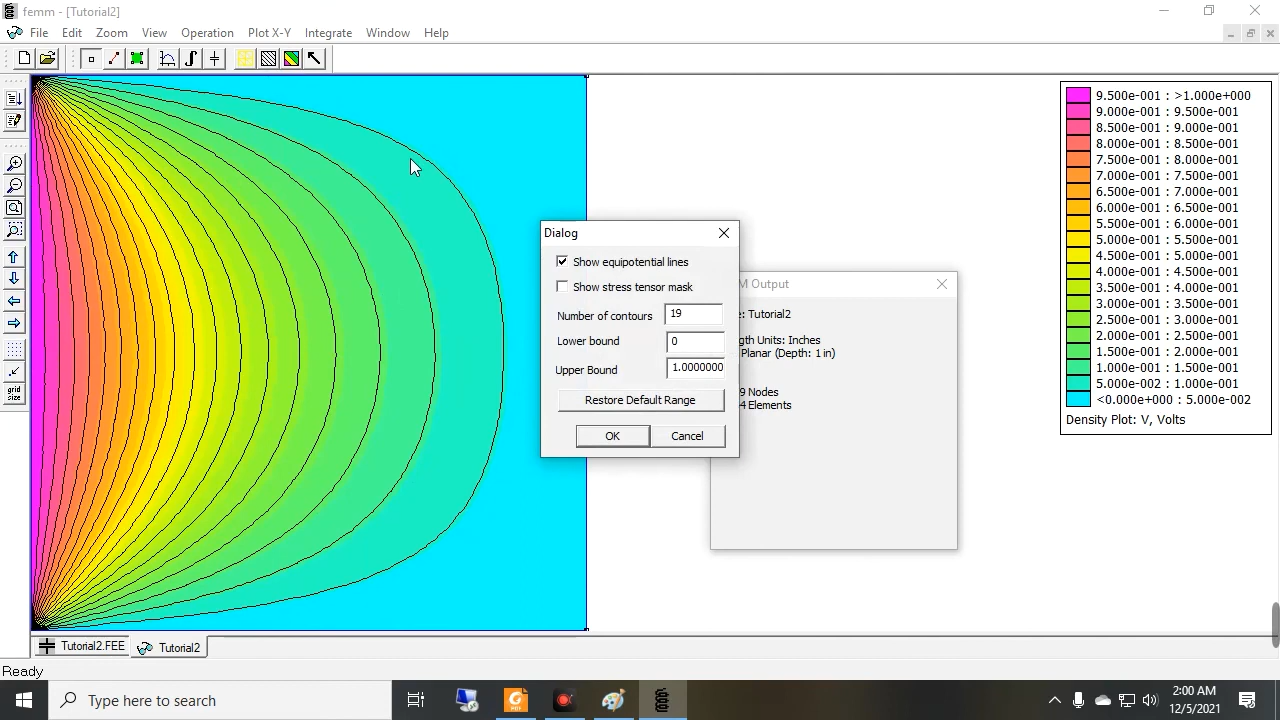 femm - [Tutorial2]
File Edit Zoom View Operation Plot X-Y Integrate Window Help
grid
size
Dialog
Show equipotential lines
Show stress tensor mask
Number of contours 19
Lower bound 0
Upper Bound 1.0000000
Restore Default Range
OK Cancel
M Output
e: Tutorial2
gth Units: Inches
Planar (Depth: 1 in)
9 Nodes
4 Elements
9.500e-001 : >1.000e+000
9.000e-001 : 9.500e-001
8.500e-001 : 9.000e-001
8.000e-001 : 8.500e-001
7.500e-001 : 8.000e-001
7.000e-001 : 7.500e-001
6.500e-001 : 7.000e-001
6.000e-001 : 6.500e-001
5.500e-001 : 6.000e-001
5.000e-001 : 5.500e-001
4.500e-001 : 5.000e-001
4.000e-001 : 4.500e-001
3.500e-001 : 4.000e-001
3.000e-001 : 3.500e-001
2.500e-001 : 3.000e-001
2.000e-001 : 2.500e-001
1.500e-001 : 2.000e-001
1.000e-001 : 1.500e-001
5.000e-002 : 1.000e-001
<0.000e+000 : 5.000e-002
Density Plot: V, Volts
Tutorial2.FEE Tutorial2
Ready
Type here to search
2:00 AM
12/5/2021